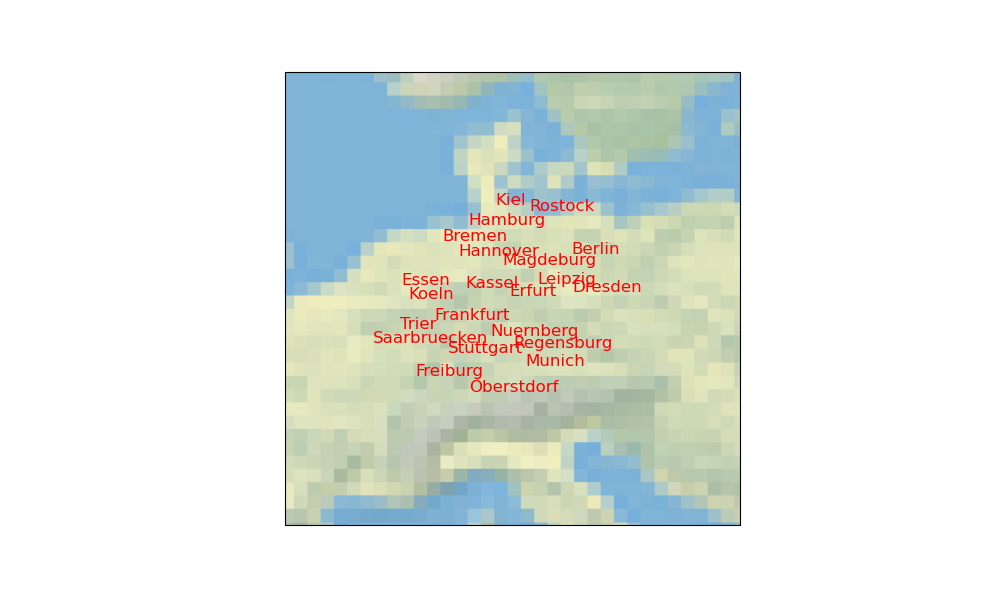 Kiel
Rostock
Hamburg
Bremen
Berlin
Hannover
Magdeburg
Essen
Leipzig
Kassel
Dresden
Koeln
Erfurt
Frankfurt
Trier
Nuernberg
Saarbruecken
Regensburg
Stuttgart
Munich
Freiburg
Oberstdorf